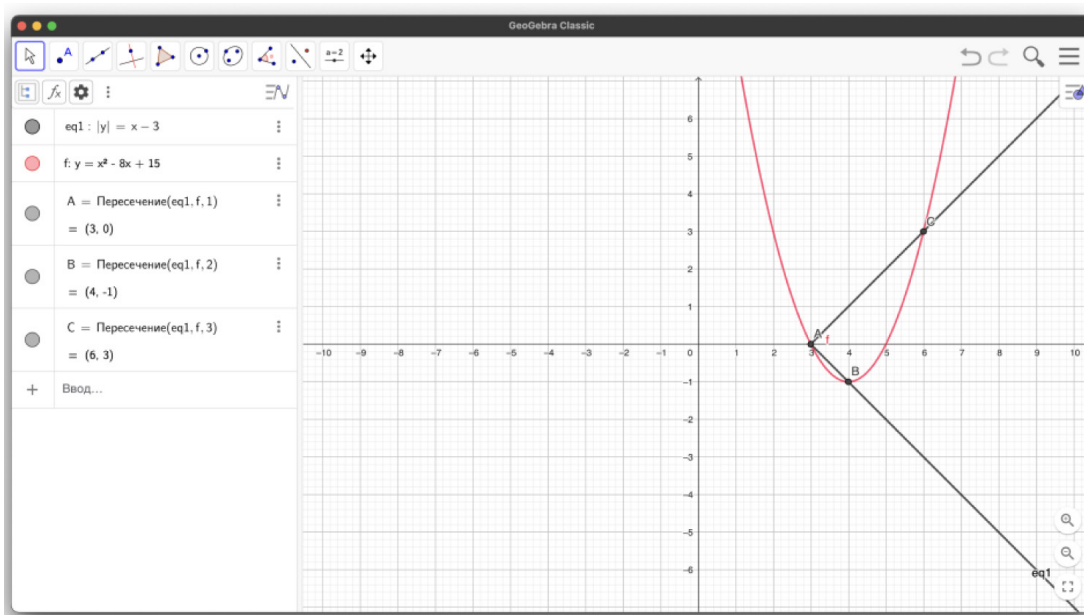 GeoGebra Classic
a=2
eq1 : |y| = x − 3
f: y = x² - 8x + 15
A = Пересечение(eq1, f, 1)
= (3, 0)
B = Пересечение(eq1, f, 2)
= (4, -1)
C = Пересечение(eq1, f, 3)
= (6, 3)
+ Ввод...
6
5
4
C
3
2
1
A
f
−10 −9 −8 −7 −6 −5 −4 −3 −2 −1 0 1 2 3 4 5 6 7 8 9 10
B
−1
−2
−3
−4
−5
−6
eq1